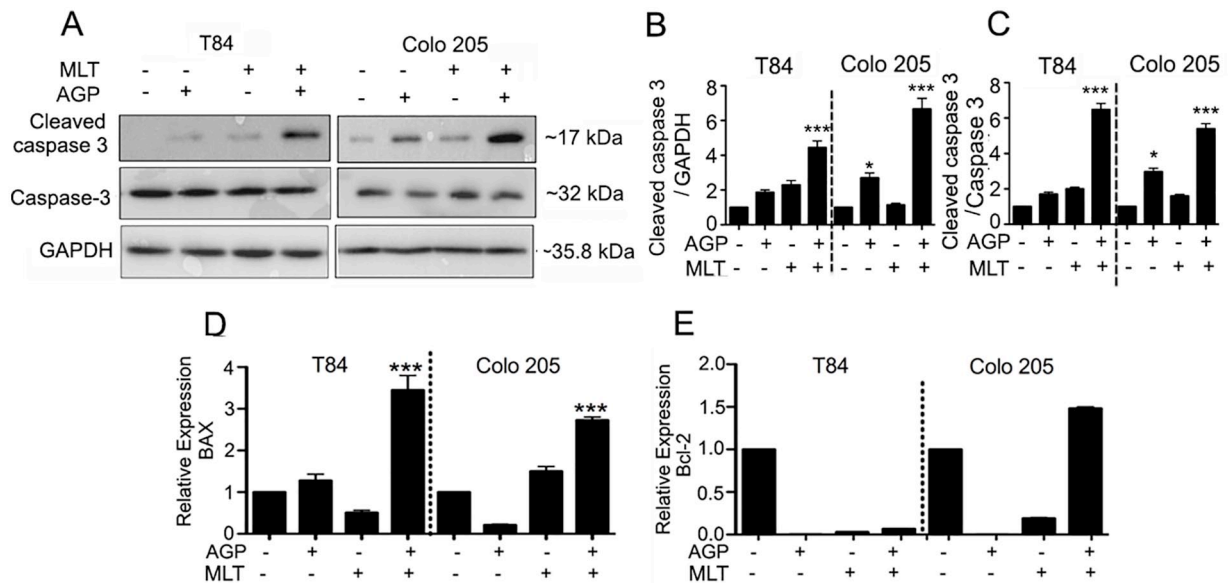 A
T84
Colo 205
MLT - - + + - - + +
AGP - + - + - + - +
Cleaved
caspase 3
~17 kDa
Caspase-3
~32 kDa
GAPDH
~35.8 kDa
B
T84
Colo 205
Cleaved caspase 3
/ GAPDH
8
6
4
2
0
***
*
***
AGP - + - + - + - +
MLT - - + + - - + +
C
T84
Colo 205
Cleaved caspase 3
/Caspase 3
8
6
4
2
0
***
*
***
AGP - + - + - + - +
MLT - - + + - - + +
D
T84
Colo 205
Relative Expression
BAX
4
3
2
1
0
***
***
AGP - + - + - + - +
MLT - - + + - - + +
E
T84
Colo 205
Relative Expression
Bcl-2
2.0
1.5
1.0
0.5
0.0
AGP - + - + - + - +
MLT - - + + - - + +